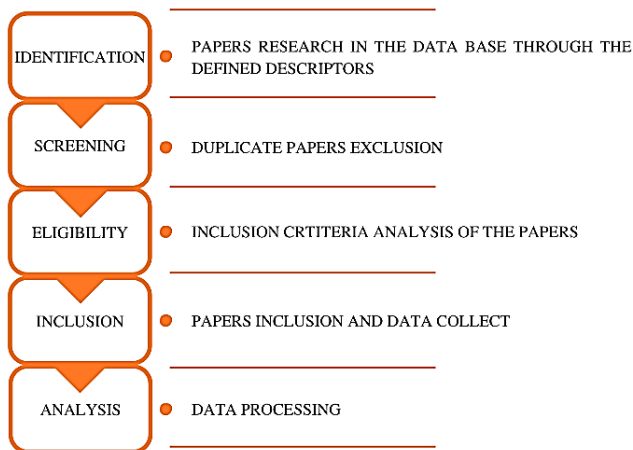 IDENTIFICATION
PAPERS RESEARCH IN THE DATA BASE THROUGH THE
DEFINED DESCRIPTORS
SCREENING
DUPLICATE PAPERS EXCLUSION
ELIGIBILITY
INCLUSION CRTITERIA ANALYSIS OF THE PAPERS
INCLUSION
PAPERS INCLUSION AND DATA COLLECT
ANALYSIS
DATA PROCESSING